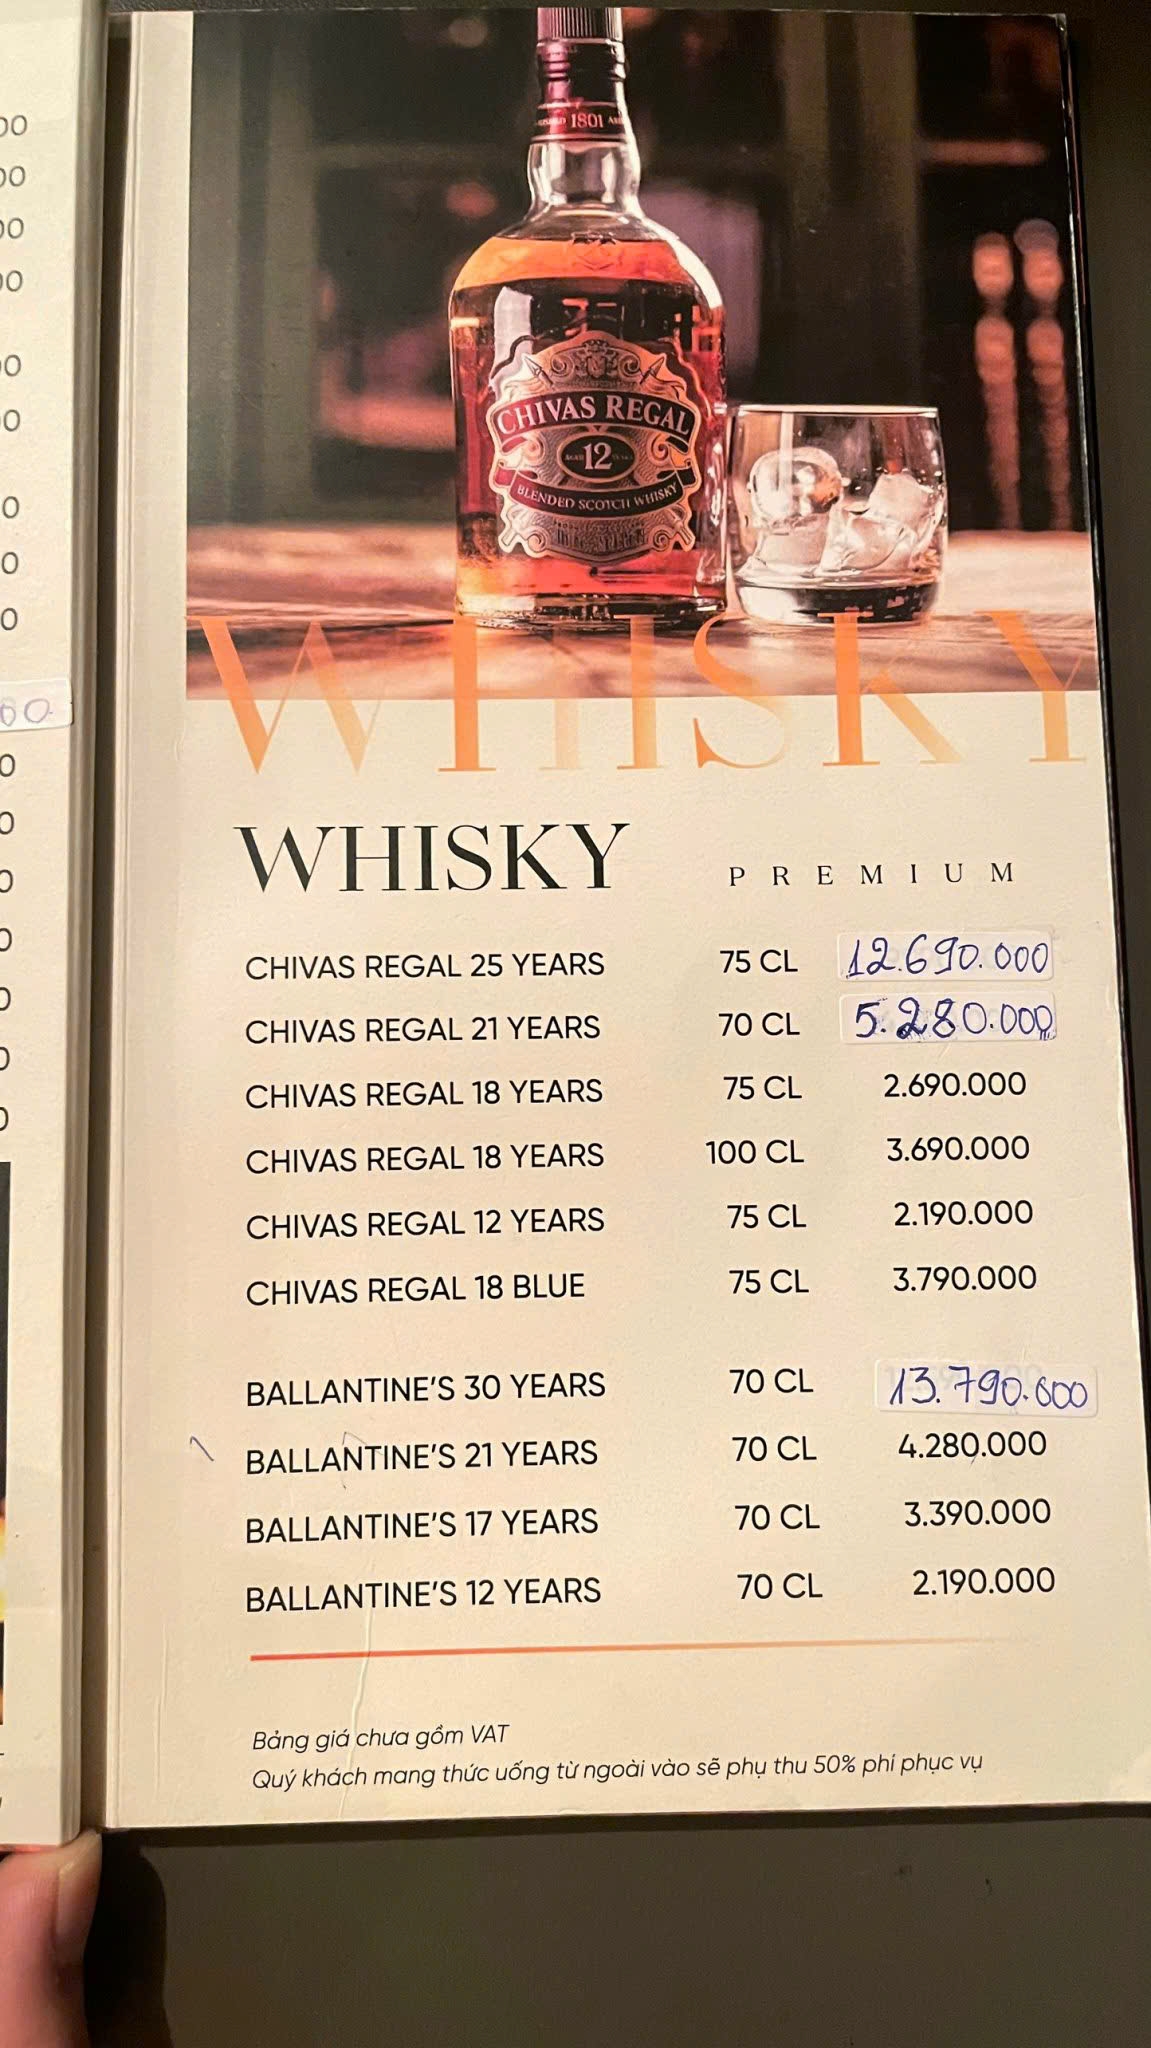 1801
CHIVAS REGAL
12
BLENDED SCOTCH WHISKY
WHISKY
WHISKY PREMIUM
CHIVAS REGAL 25 YEARS 75 CL 12.690.000
CHIVAS REGAL 21 YEARS 70 CL 5.280.000
CHIVAS REGAL 18 YEARS 75 CL 2.690.000
CHIVAS REGAL 18 YEARS 100 CL 3.690.000
CHIVAS REGAL 12 YEARS 75 CL 2.190.000
CHIVAS REGAL 18 BLUE 75 CL 3.790.000
BALLANTINE'S 30 YEARS 70 CL 13.790.000
BALLANTINE'S 21 YEARS 70 CL 4.280.000
BALLANTINE'S 17 YEARS 70 CL 3.390.000
BALLANTINE'S 12 YEARS 70 CL 2.190.000
Bảng giá chưa gồm VAT
Quý khách mang thức uống từ ngoài vào sẽ phụ thu 50% phí phục vụ